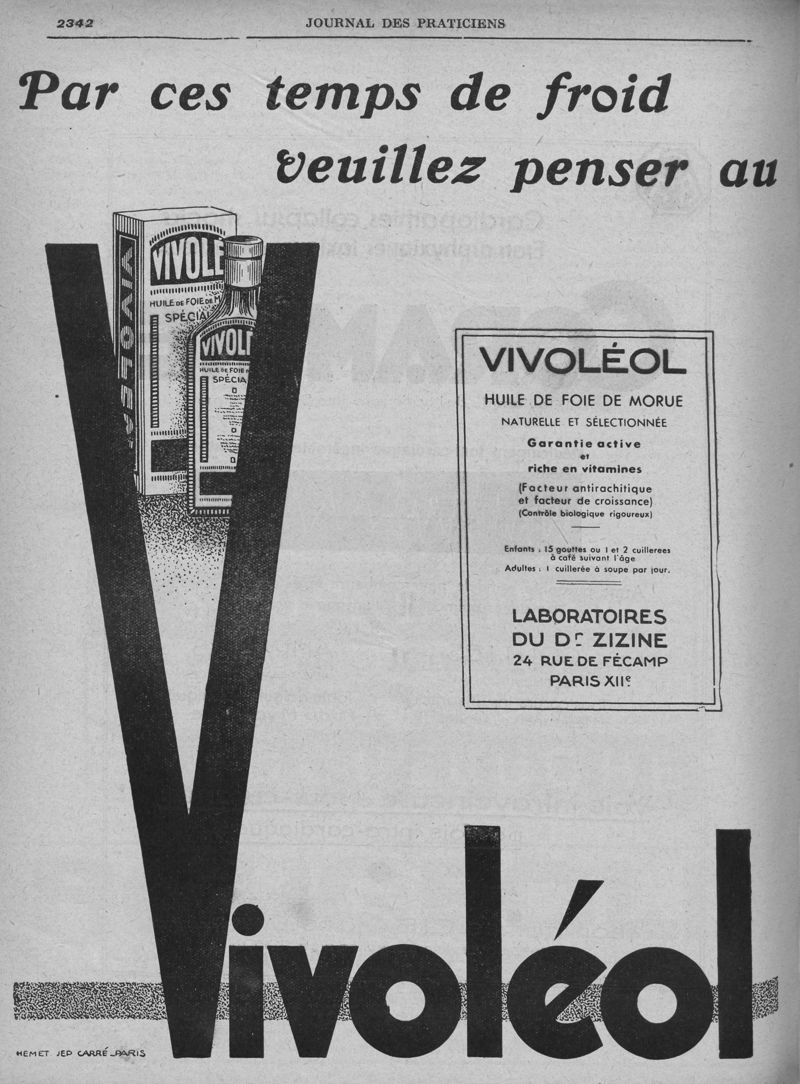 2342
JOURNAL DES PRATICIENS
Par ces temps de froid
veuillez penser au
VIVOLÉ
HUILE DE FOIE DE M
SPÉCIAL
VIVOLE
VIVOL
HUILE DE FOIE
SPÉCIA
VIVOLÉOL
HUILE DE FOIE DE MORUE
NATURELLE ET SÉLECTIONNÉE
Garantie active
et
riche en vitamines
(Facteur antirachitique
et facteur de croissance)
(Contrôle biologique rigoureux)
Enfants : 15 gouttes ou 1 et 2 cuillerees
à café suivant l'âge
Adultes : 1 cuillerée à soupe par jour.
LABORATOIRES
DU Dr ZIZINE
24 RUE DE FÉCAMP
PARIS XIIe
Vivoléol
HEMET JEP CARRÉ_PARIS